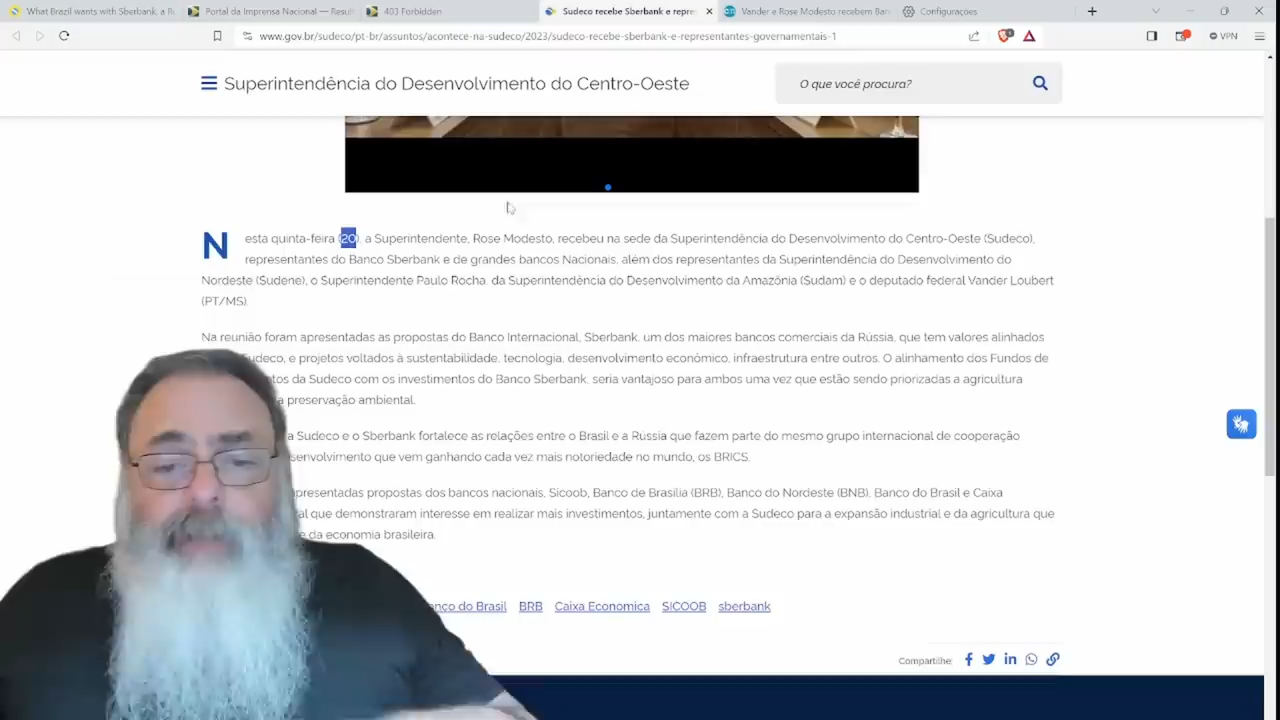 What Brazil wants with Sberbank, a R
Portal da Imprensa Nacional — Result
403 Forbidden
Sudeco recebe Sberbank e repres
Vander e Rose Modesto recebem Ban
Configurações
www.gov.br/sudeco/pt-br/assuntos/acontece-na-sudeco/2023/sudeco-recebe-sberbank-e-representantes-governamentais-1
VPN
Superintendência do Desenvolvimento do Centro-Oeste
O que você procura?
Nesta quinta-feira (20), a Superintendente, Rose Modesto, recebeu na sede da Superintendência do Desenvolvimento do Centro-Oeste (Sudeco),
representantes do Banco Sberbank e de grandes bancos Nacionais, além dos representantes da Superintendência do Desenvolvimento do
Nordeste (Sudene), o Superintendente Paulo Rocha, da Superintendência do Desenvolvimento da Amazônia (Sudam) e o deputado federal Vander Loubert
(PT/MS).
Na reunião foram apresentadas as propostas do Banco Internacional, Sberbank, um dos maiores bancos comerciais da Rússia, que tem valores alinhados
Sudeco, e projetos voltados à sustentabilidade, tecnologia, desenvolvimento econômico, infraestrutura entre outros. O alinhamento dos Fundos de
tos da Sudeco com os investimentos do Banco Sberbank, seria vantajoso para ambos uma vez que estão sendo priorizadas a agricultura
a preservação ambiental.
a Sudeco e o Sberbank fortalece as relações entre o Brasil e a Rússia que fazem parte do mesmo grupo internacional de cooperação
senvolvimento que vem ganhando cada vez mais notoriedade no mundo, os BRICS.
presentadas propostas dos bancos nacionais, Sicoob, Banco de Brasília (BRB), Banco do Nordeste (BNB), Banco do Brasil e Caixa
al que demonstraram interesse em realizar mais investimentos, juntamente com a Sudeco para a expansão industrial e da agricultura que
e da economia brasileira.
nço do Brasil BRB Caixa Economica SICOOB sberbank
Compartilhe: